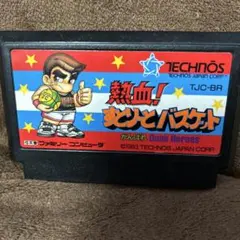 TECHNÕS
TECHNOS JAPAN CORP.
TJC-BR
熱血!
すとりーとバスケット
がんばれ Dunk Heroes
ファミリーコンピュータ
©1993 TECHNOS JAPAN CORP.